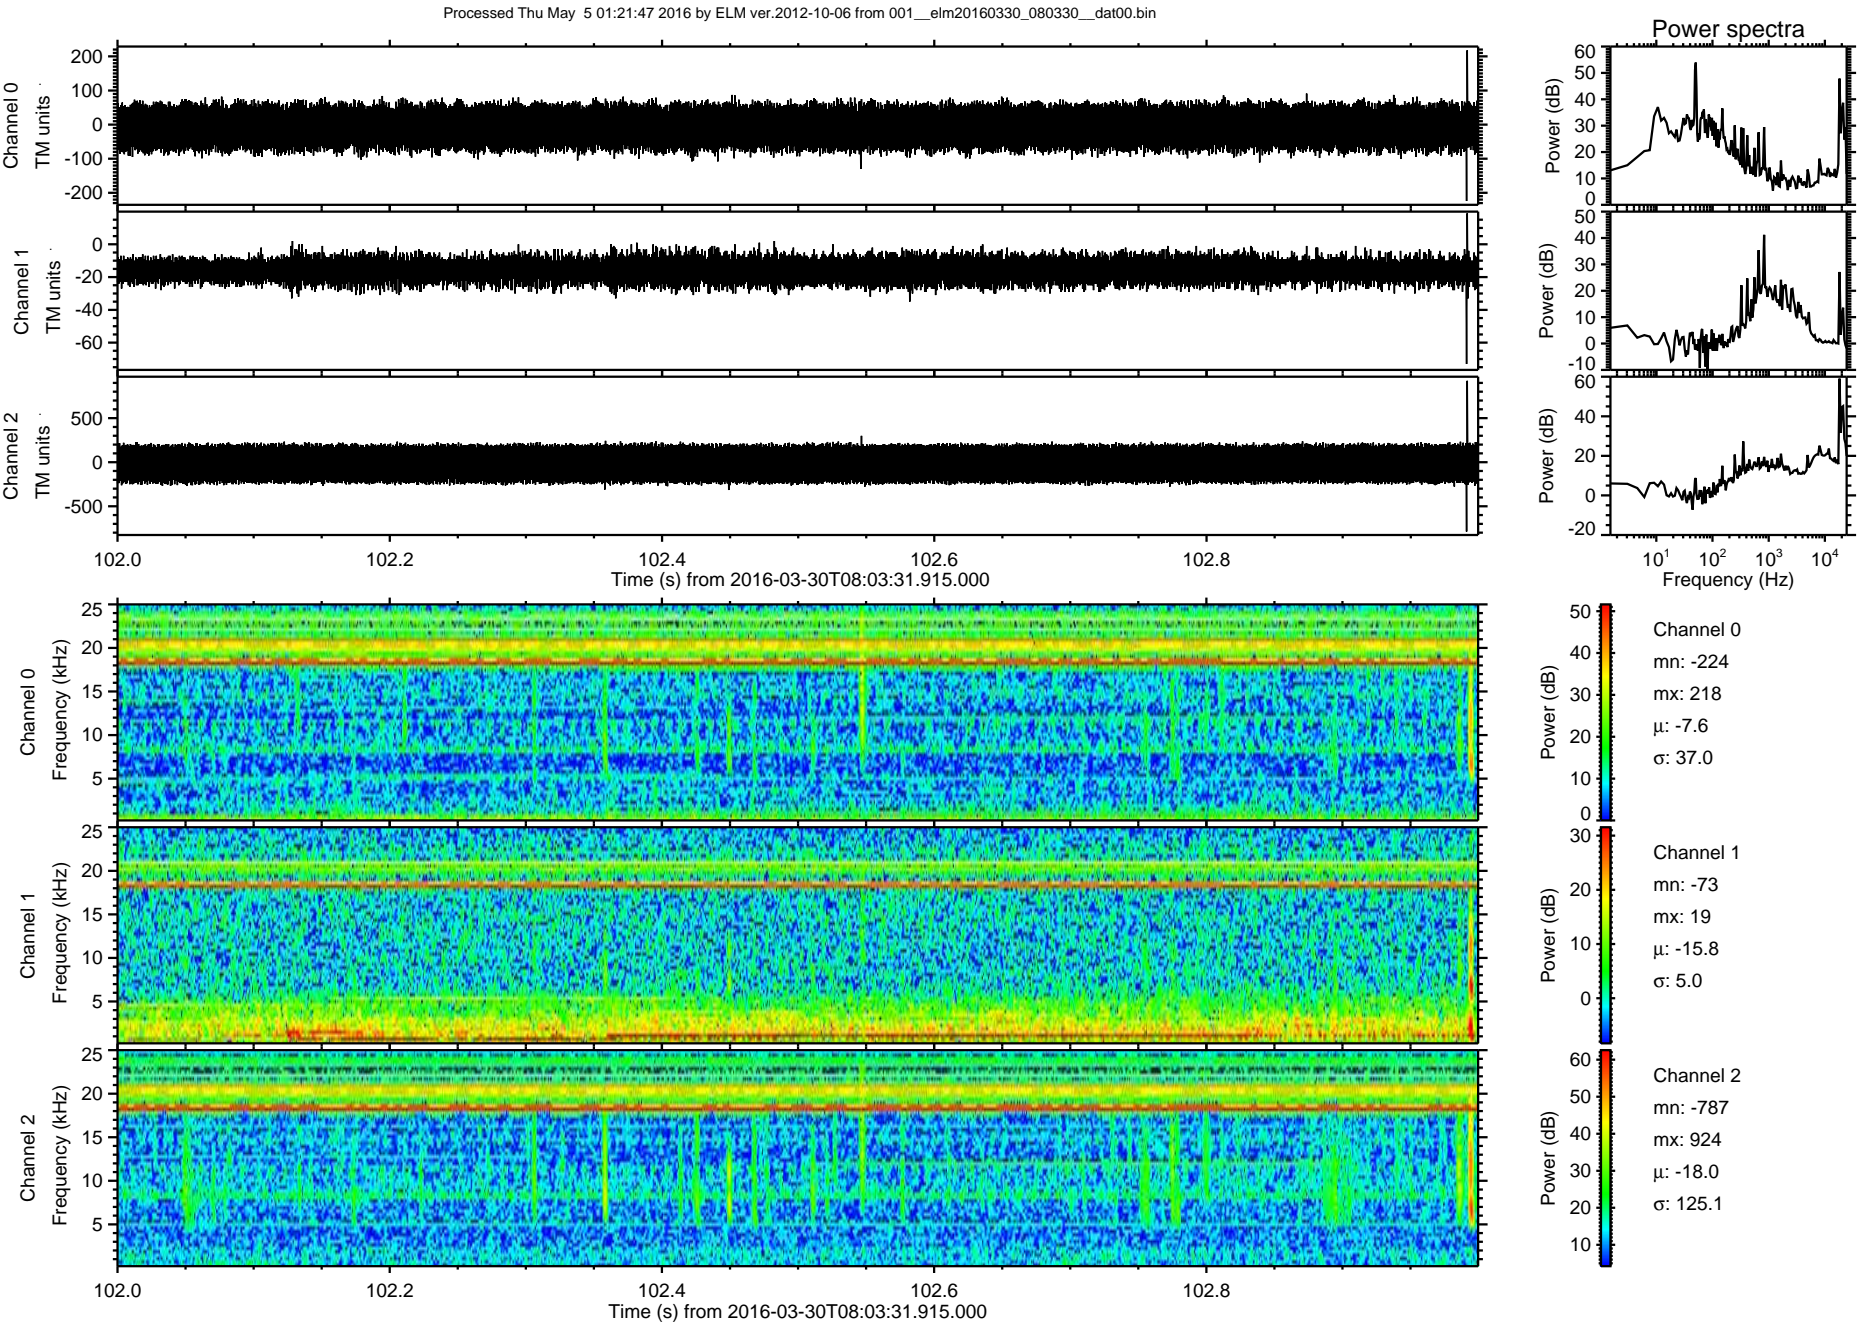 Processed Thu May  5 01:21:47 2016 by ELM ver.2012-10-06 from 001__elm20160330_080330__dat00.bin
Power spectra
Channel 0
TM units
200
100
0
-100
-200
Power (dB)
60
50
40
30
20
10
0
Channel 1
TM units
0
-20
-40
-60
Power (dB)
50
40
30
20
10
0
-10
Channel 2
TM units
500
0
-500
Power (dB)
60
40
20
0
-20
102.0 102.2 102.4 102.6 102.8
Time (s) from 2016-03-30T08:03:31.915.000
10¹ 10² 10³ 10⁴
Frequency (Hz)
Channel 0
Frequency (kHz)
25
20
15
10
5
Power (dB)
50
40
30
20
10
0
Channel 0
mn: -224
mx: 218
μ: -7.6
σ: 37.0
Channel 1
Frequency (kHz)
25
20
15
10
5
Power (dB)
30
20
10
0
Channel 1
mn: -73
mx: 19
μ: -15.8
σ: 5.0
Channel 2
Frequency (kHz)
25
20
15
10
5
Power (dB)
60
50
40
30
20
10
Channel 2
mn: -787
mx: 924
μ: -18.0
σ: 125.1
102.0 102.2 102.4 102.6 102.8
Time (s) from 2016-03-30T08:03:31.915.000